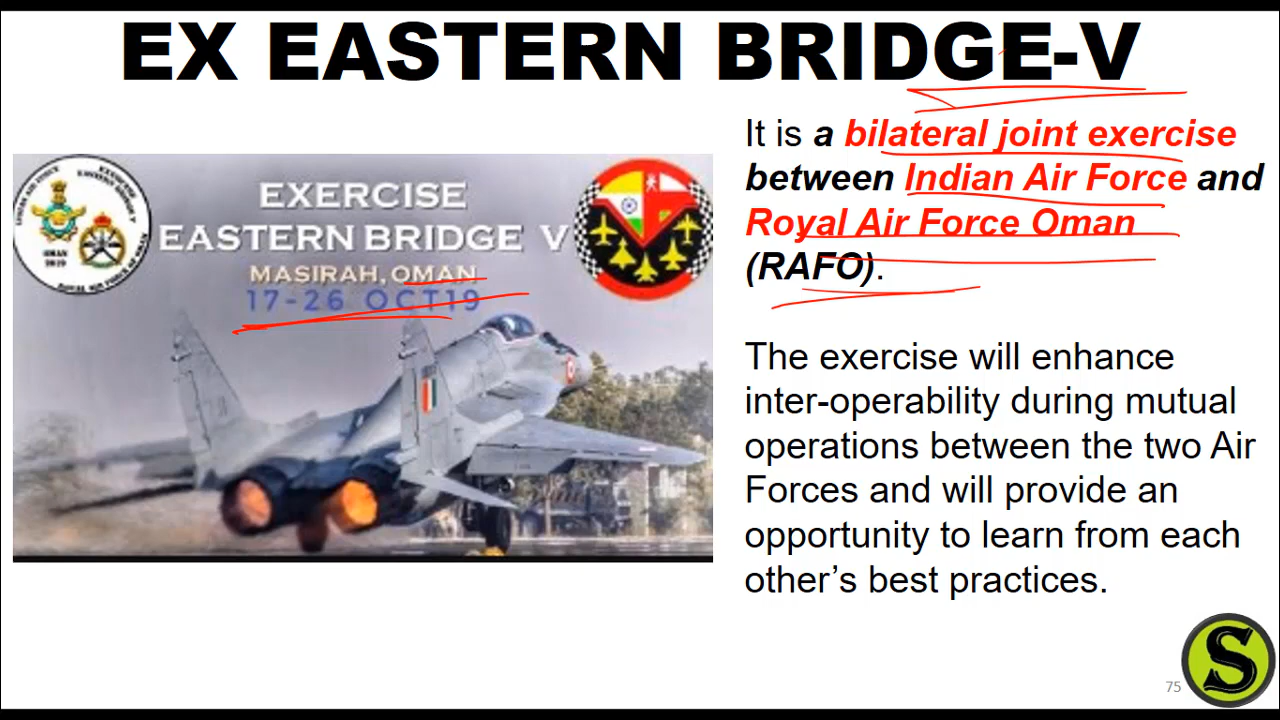 EX EASTERN BRIDGE-V
It is a bilateral joint exercise
between Indian Air Force and
Royal Air Force Oman
(RAFO).
The exercise will enhance
inter-operability during mutual
operations between the two Air
Forces and will provide an
opportunity to learn from each
other's best practices.
EXERCISE
EASTERN BRIDGE V
MASIRAH, OMAN
17-26 OCT19
OMAN
2019
S
75